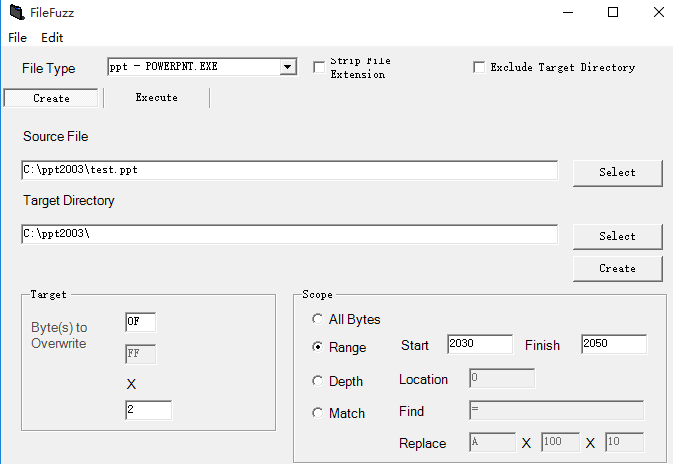 FileFuzz
File Edit
File Type ppt - POWERPNT.EXE Strip File Extension Exclude Target Directory
Create Execute
Source File
C:\ppt2003\test.ppt Select
Target Directory
C:\ppt2003\ Select
Create
Target
Byte(s) to
Overwrite
0F
FF
X
2
Scope
All Bytes
Range Start 2030 Finish 2050
Depth Location 0
Match Find =
Replace A X 100 X 10